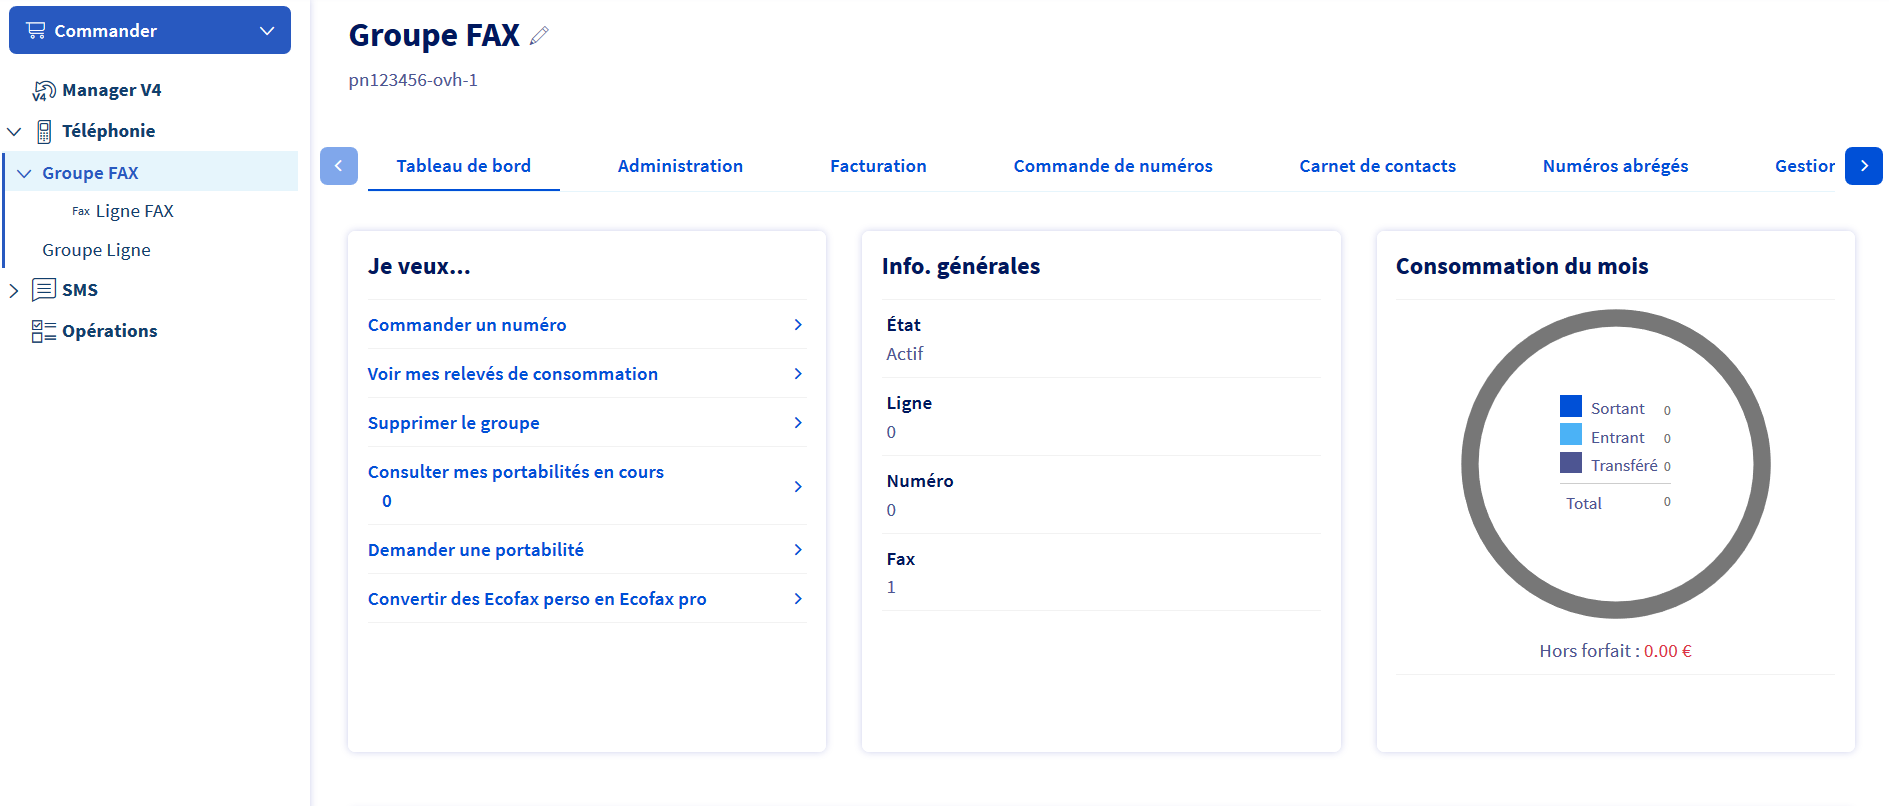 Commander
V4 Manager V4
Téléphonie
Groupe FAX
Fax Ligne FAX
Groupe Ligne
SMS
Opérations
Groupe FAX
pn123456-ovh-1
Tableau de bord
Administration
Facturation
Commande de numéros
Carnet de contacts
Numéros abrégés
Gestion
Je veux...
Commander un numéro
Voir mes relevés de consommation
Supprimer le groupe
Consulter mes portabilités en cours
0
Demander une portabilité
Convertir des Ecofax perso en Ecofax pro
Info. générales
État
Actif
Ligne
0
Numéro
0
Fax
1
Consommation du mois
Sortant 0
Entrant 0
Transféré 0
Total 0
Hors forfait : 0.00 €